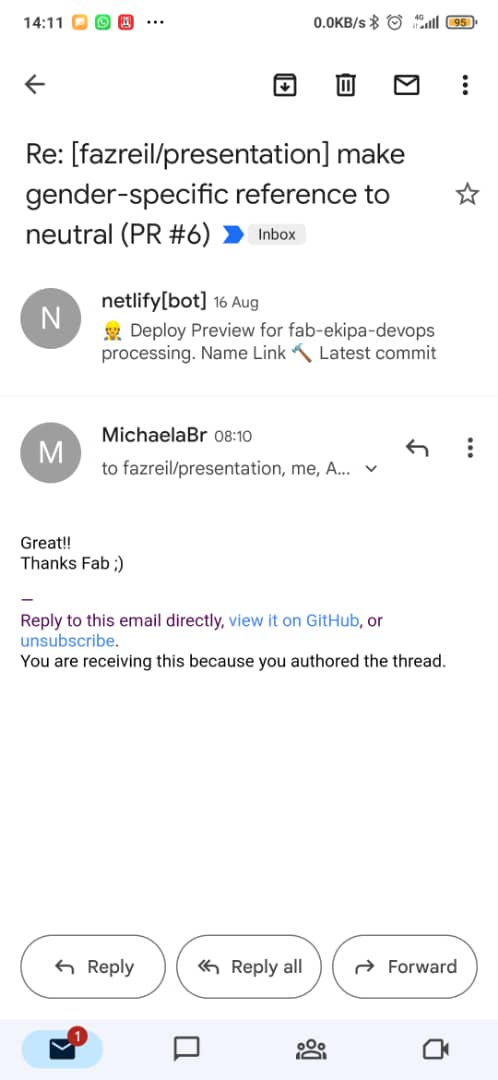 14:11 ... 0.0KB/s 4G 95
Re: [fazreil/presentation] make
gender-specific reference to
neutral (PR #6) Inbox
N
netlify[bot] 16 Aug
👷 Deploy Preview for fab-ekipa-devops
processing. Name Link 🔨 Latest commit
M
MichaelaBr 08:10
to fazreil/presentation, me, A...
Great!!
Thanks Fab ;)
—
Reply to this email directly, view it on GitHub, or
unsubscribe.
You are receiving this because you authored the thread.
Reply Reply all Forward
1